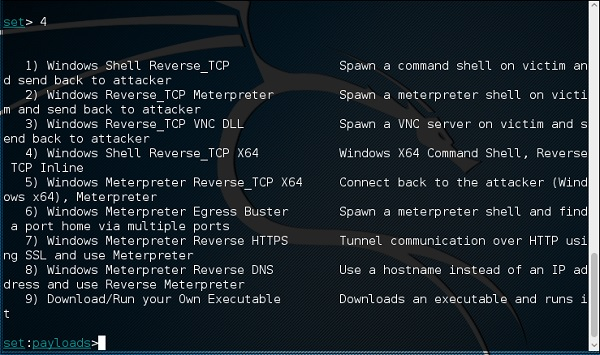 set> 4
1) Windows Shell Reverse_TCP Spawn a command shell on victim an
d send back to attacker
2) Windows Reverse_TCP Meterpreter Spawn a meterpreter shell on victi
m and send back to attacker
3) Windows Reverse_TCP VNC DLL Spawn a VNC server on victim and s
end back to attacker
4) Windows Shell Reverse_TCP X64 Windows X64 Command Shell, Reverse
TCP Inline
5) Windows Meterpreter Reverse_TCP X64 Connect back to the attacker (Wind
ows x64), Meterpreter
6) Windows Meterpreter Egress Buster Spawn a meterpreter shell and find
a port home via multiple ports
7) Windows Meterpreter Reverse HTTPS Tunnel communication over HTTP usi
ng SSL and use Meterpreter
8) Windows Meterpreter Reverse DNS Use a hostname instead of an IP ad
dress and use Reverse Meterpreter
9) Download/Run your Own Executable Downloads an executable and runs i
t
set:payloads>